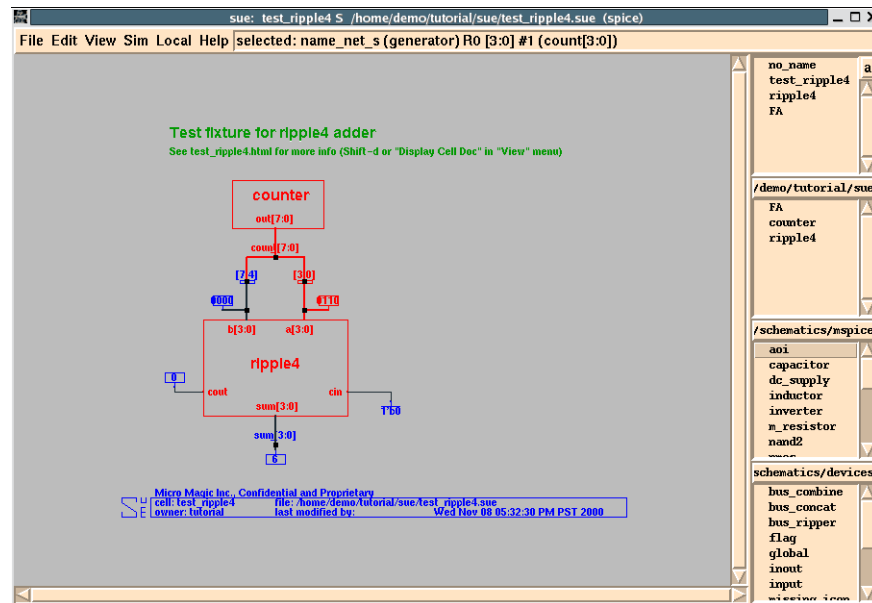 sue: test_ripple4 S /home/demo/tutorial/sue/test_ripple4.sue (spice)
File Edit View Sim Local Help selected: name_net_s (generator) R0 [3:0] #1 (count[3:0])
no_name
test_ripple4
ripple4
FA
a
Test fixture for ripple4 adder
See test_ripple4.html for more info (Shift-d or "Display Cell Doc" in "View" menu)
/demo/tutorial/sue
FA
counter
ripple4
counter
out[7:0]
count[7:0]
[7:4] [3:0]
0000 0110
b[3:0] a[3:0]
ripple4
0
cout cin
1'b0
sum[3:0]
sum[3:0]
6
/schematics/mspice
aoi
capacitor
dc_supply
inductor
inverter
m_resistor
nand2
schematics/devices
bus_combine
bus_concat
bus_ripper
flag
global
inout
input
missing_icon
Micro Magic Inc., Confidential and Proprietary
SUE
cell: test_ripple4 file: /home/demo/tutorial/sue/test_ripple4.sue
owner: tutorial last modified by: Wed Nov 08 05:32:30 PM PST 2000